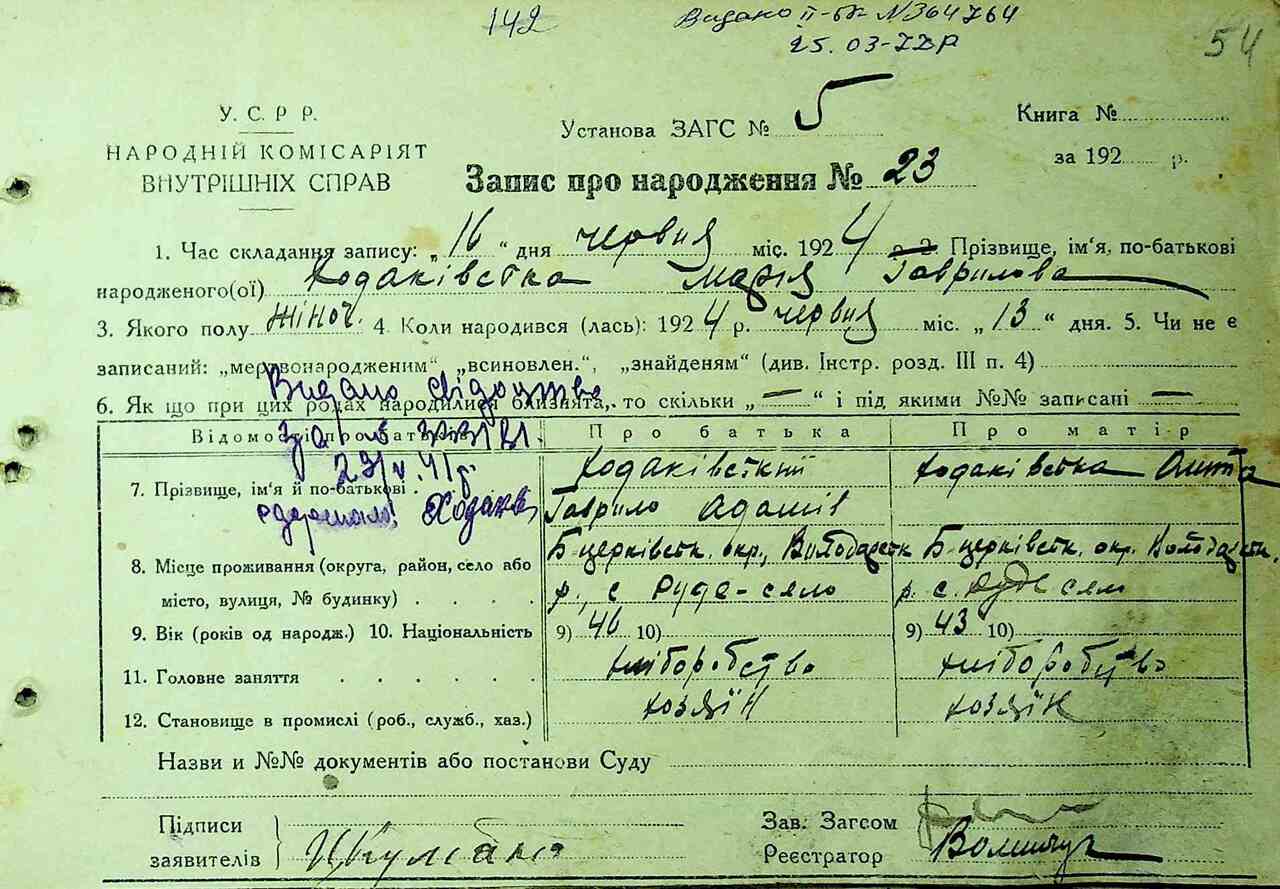 142
Видано п-бк №364764
25.03-72р
54
У. С. Р Р.
НАРОДНІЙ КОМІСАРІЯТ
ВНУТРІШНІХ СПРАВ
Установа ЗАГС № 5
Книга №
за 192 р.
Запис про народження № 23
1. Час складання запису: „16“ дня червня міс. 1924 р. 2. Прізвище, ім'я, по-батькові
народженого(ої) Ходаківська Марія Гаврилова
3. Якого полу жіноч. 4. Коли народився (лась): 1924 р. червня міс. „13“ дня. 5. Чи не є
записаний: „мертвонародженим“ „всиновлен.“, „знайденям“ (див. Інстр. розд. III п. 4)
Видано свідоцтво
6. Як що при цих родах народилися близнята, то скільки „—“ і під якими №№ записані —
за
Відомості про батьків
Про батька
Про матір
7. Прізвище, ім'я й по-батькові
Ходаківський
Гаврило Адамів
Ходаківська
8. Місце проживання (округа, район, село або
місто, вулиця, № будинку)
Б-церківськ. окр., Володарськ
р., с Руде-село
Б-церківськ. окр. Володарськ.
р. с. Руде село
9. Вік (років од народж.) 10. Національність
9) 46 10)
9) 43 10)
11. Головне заняття
хліборобство
хліборобство
12. Становище в промислі (роб., служб., хаз.)
хозяїн
хозяїн
Назви и №№ документів або постанови Суду
Підписи
заявителів
Зав. Загсом
Реєстратор